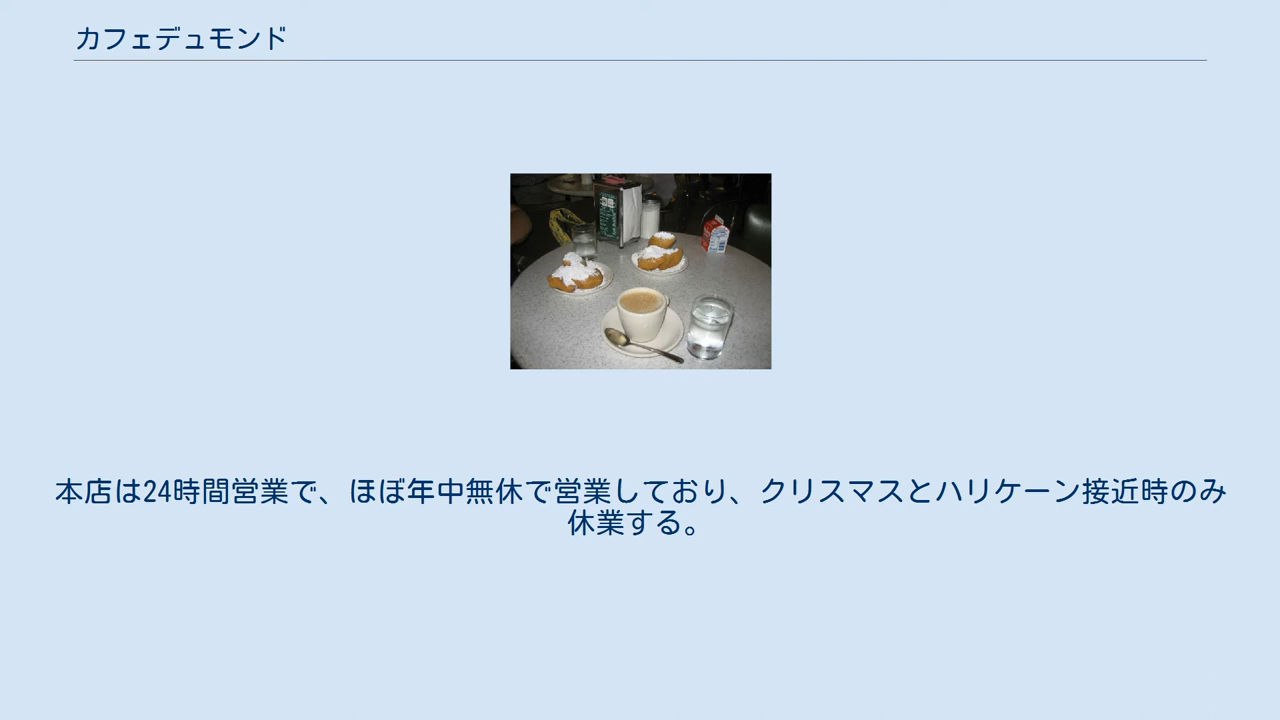 カフェデュモンド
本店は24時間営業で、ほぼ年中無休で営業しており、クリスマスとハリケーン接近時のみ
休業する。